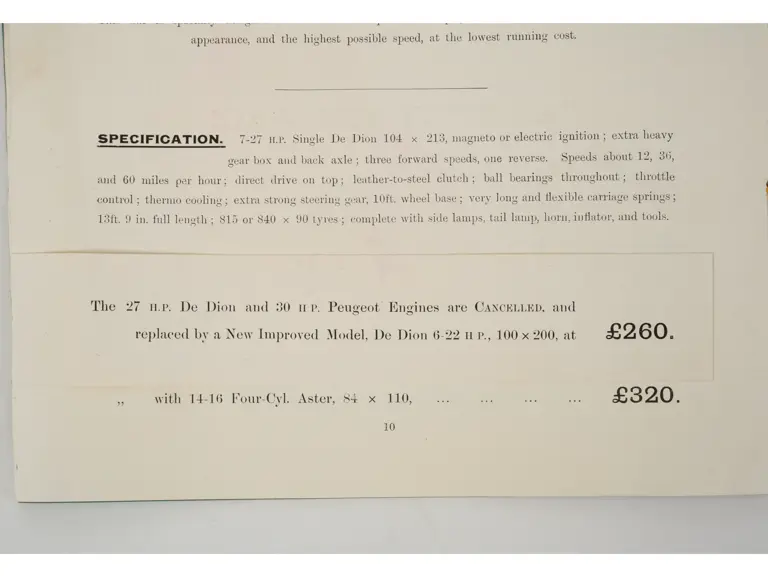 appearance, and the highest possible speed, at the lowest running cost.
SPECIFICATION. 7-27 H.P. Single De Dion 104 × 213, magneto or electric ignition; extra heavy
gear box and back axle; three forward speeds, one reverse. Speeds about 12, 36,
and 60 miles per hour; direct drive on top; leather-to-steel clutch; ball bearings throughout; throttle
control; thermo cooling; extra strong steering gear, 10ft. wheel base; very long and flexible carriage springs;
13ft. 9 in. full length; 815 or 840 × 90 tyres; complete with side lamps, tail lamp, horn, inflator, and tools.
The 27 H.P. De Dion and 30 H P. Peugeot Engines are CANCELLED, and
replaced by a New Improved Model, De Dion 6-22 H P., 100 × 200, at £260.
„ with 14-16 Four-Cyl. Aster, 84 × 110, ... ... ... ... £320.
10